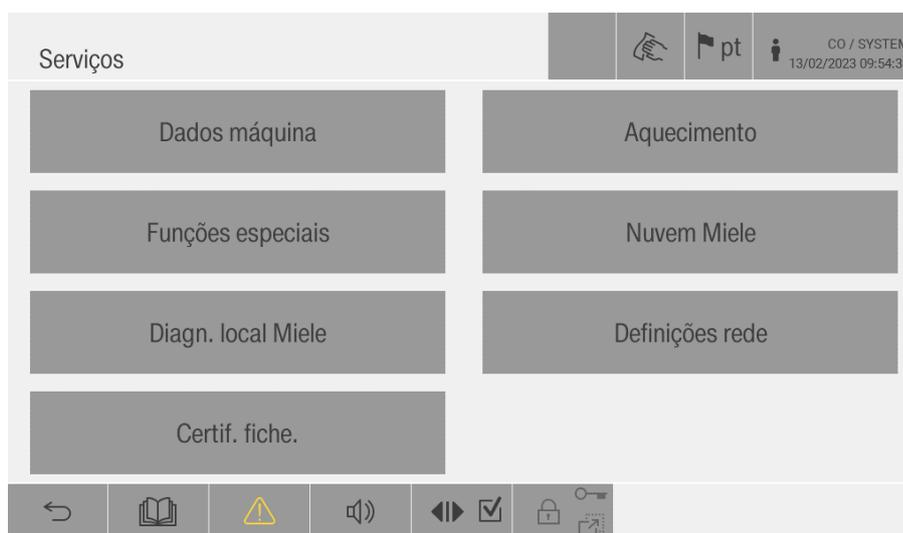 Serviços
pt
CO / SYSTEM
13/02/2023 09:54:3
Dados máquina
Aquecimento
Funções especiais
Nuvem Miele
Diagn. local Miele
Definições rede
Certif. fiche.